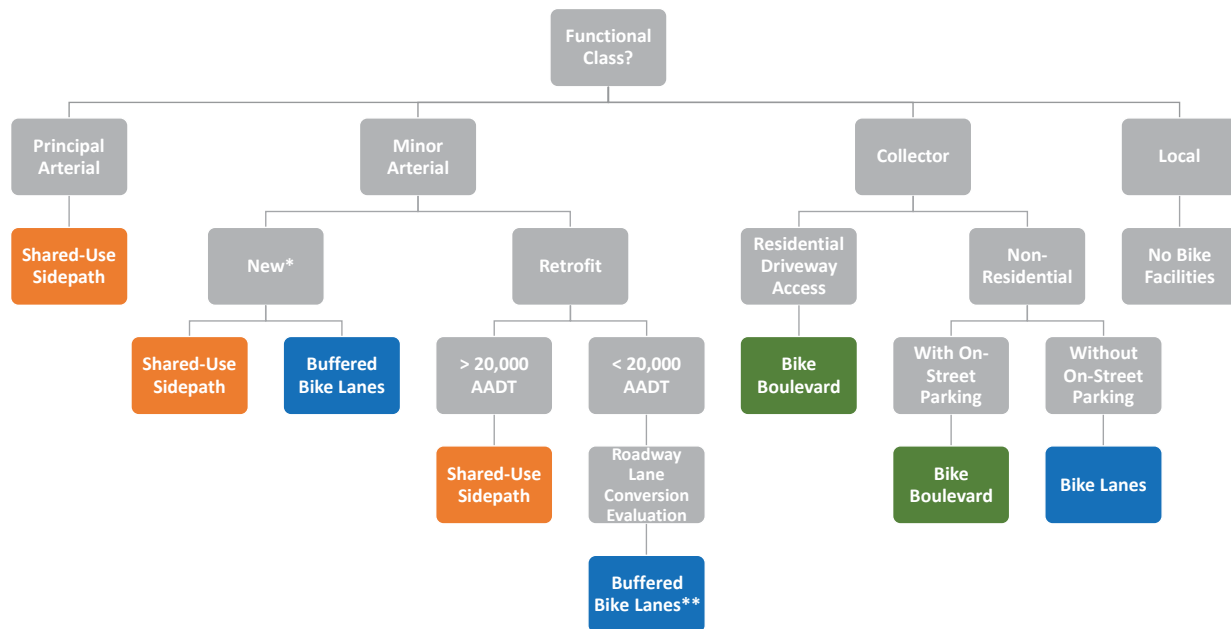 Functional
Class?
Principal
Arterial
Minor
Arterial
Collector
Local
Shared-Use
Sidepath
New*
Retrofit
Residential
Driveway
Access
Non-
Residential
No Bike
Facilities
Shared-Use
Sidepath
Buffered
Bike Lanes
> 20,000
AADT
< 20,000
AADT
Bike
Boulevard
With On-
Street
Parking
Without
On-Street
Parking
Shared-Use
Sidepath
Roadway
Lane
Conversion
Evaluation
Bike
Boulevard
Bike Lanes
Buffered
Bike Lanes**